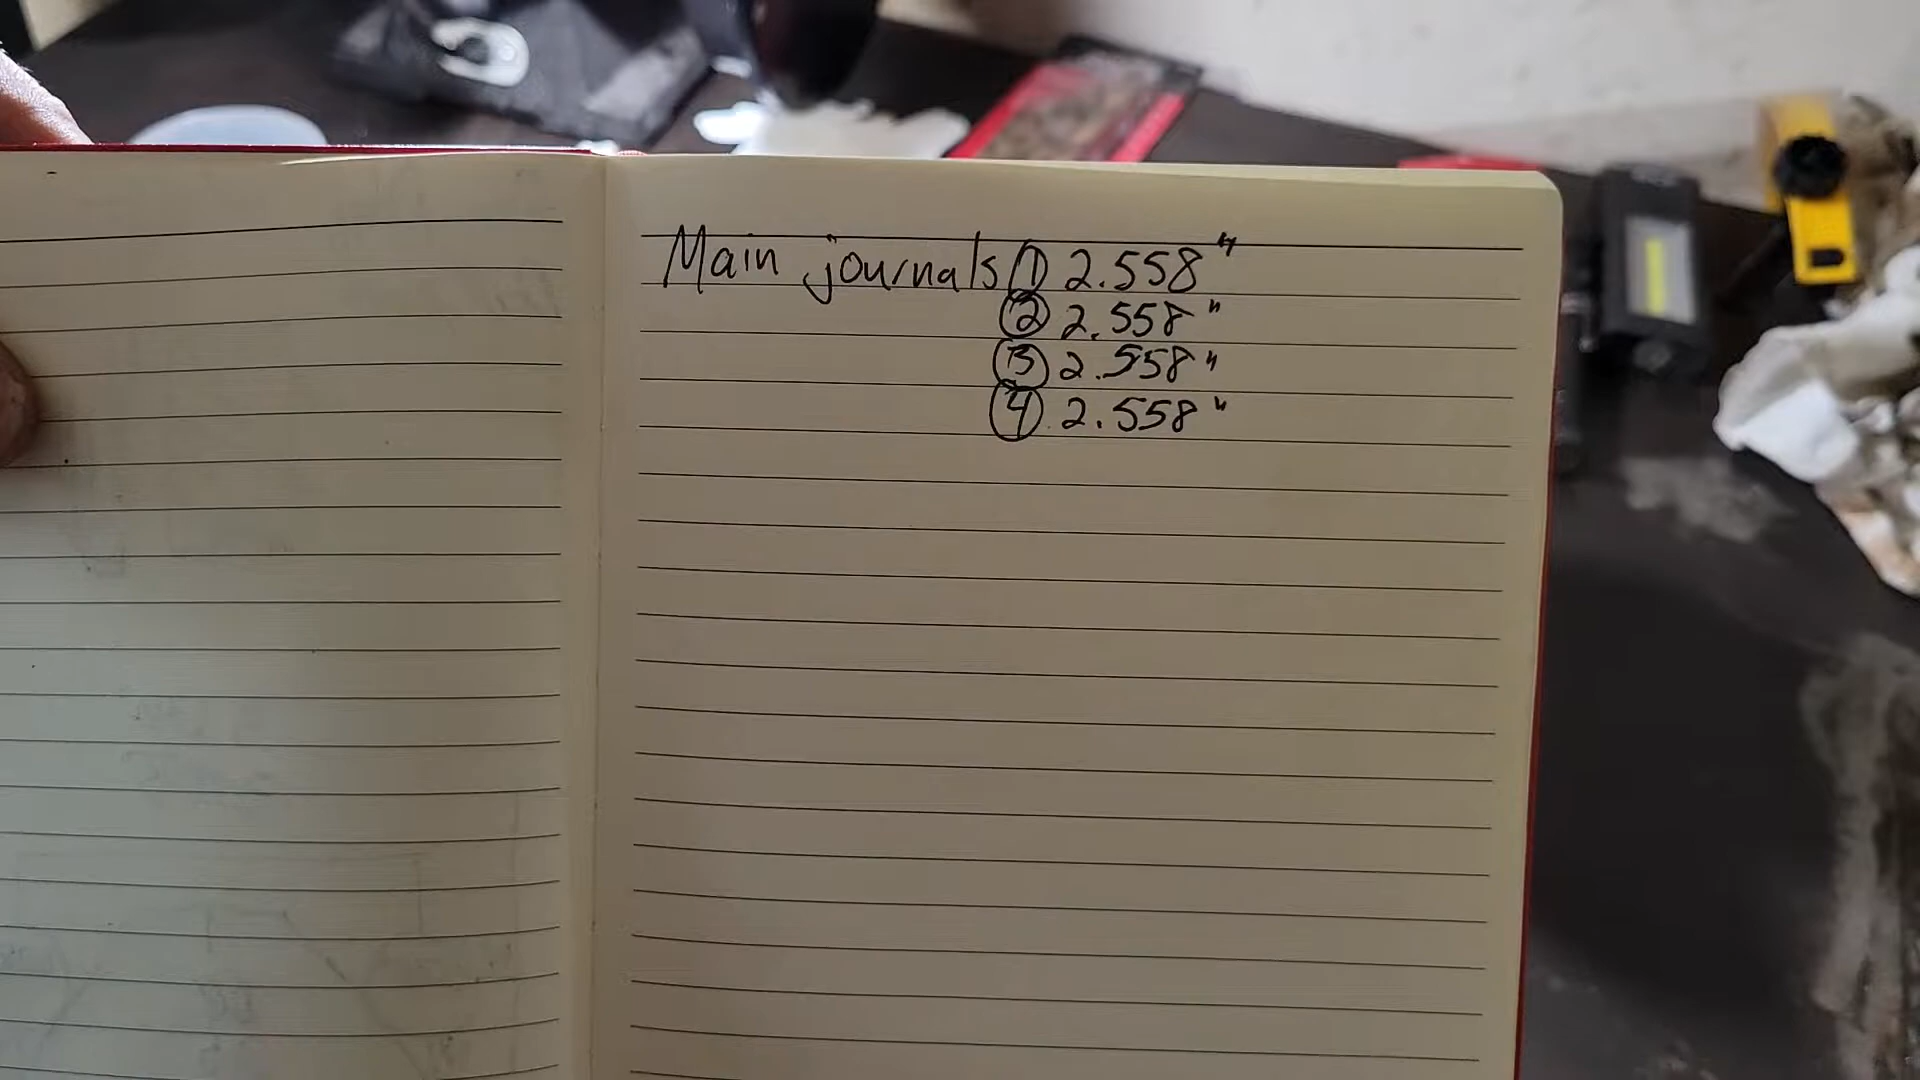 Main journals ① 2.558"
② 2.558"
③ 2.558"
④ 2.558"